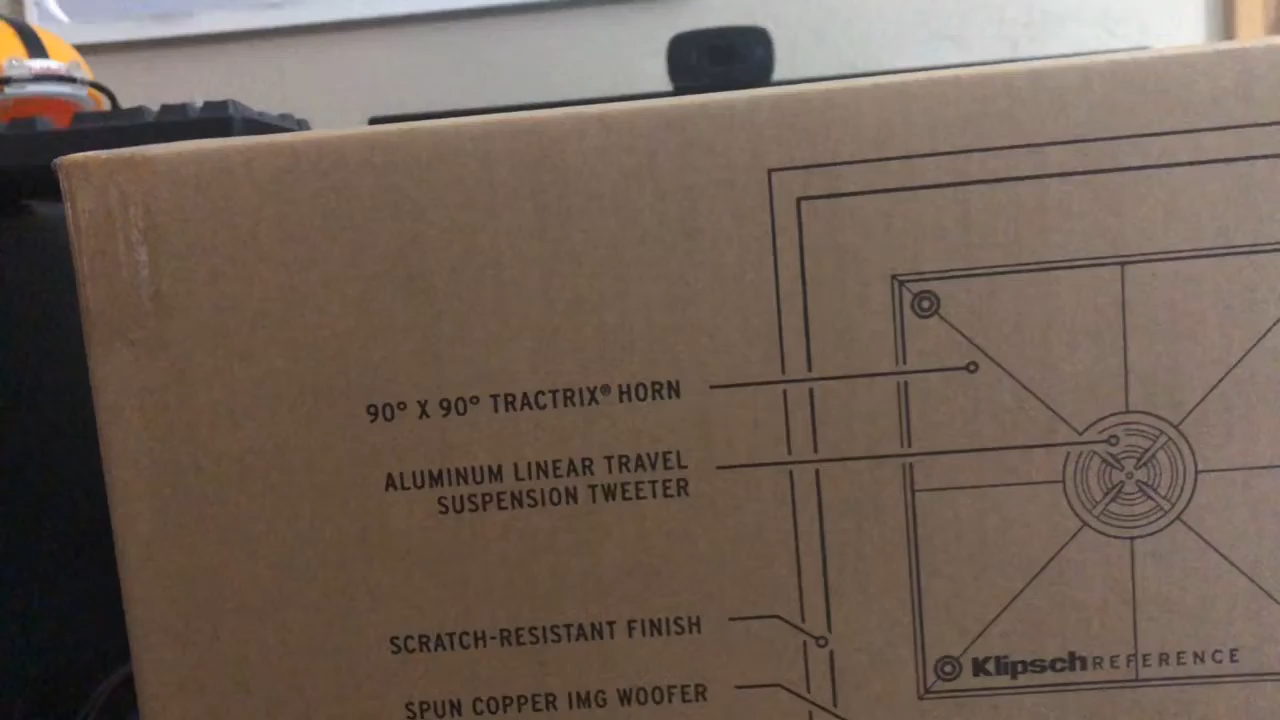 90° X 90° TRACTRIX® HORN
ALUMINUM LINEAR TRAVEL
SUSPENSION TWEETER
SCRATCH-RESISTANT FINISH
Klipsch REFERENCE
SPUN COPPER IMG WOOFER